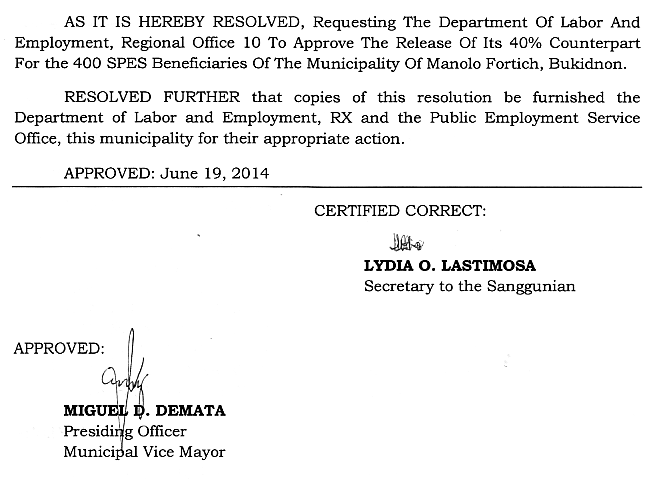 AS IT IS HEREBY RESOLVED, Requesting The Department Of Labor And
Employment, Regional Office 10 To Approve The Release Of Its 40% Counterpart
For the 400 SPES Beneficiaries Of The Municipality Of Manolo Fortich, Bukidnon.
RESOLVED FURTHER that copies of this resolution be furnished the
Department of Labor and Employment, RX and the Public Employment Service
Office, this municipality for their appropriate action.
APPROVED: June 19, 2014
CERTIFIED CORRECT:
LYDIA O. LASTIMOSA
Secretary to the Sanggunian
APPROVED:
MIGUEL D. DEMATA
Presiding Officer
Municipal Vice Mayor